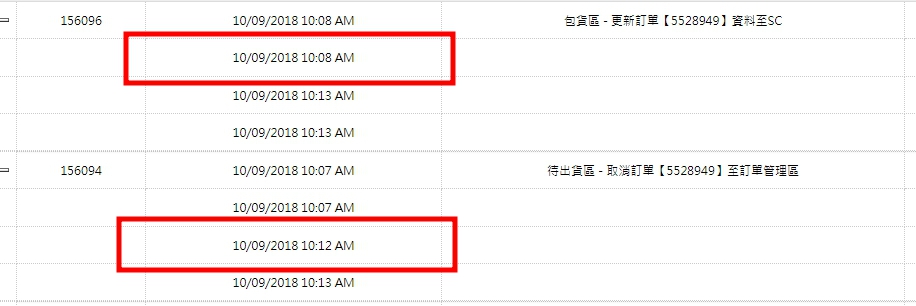 156096 10/09/2018 10:08 AM 包貨區 - 更新訂單【5528949】資料至SC
10/09/2018 10:08 AM
10/09/2018 10:13 AM
10/09/2018 10:13 AM
156094 10/09/2018 10:07 AM 待出貨區 - 取消訂單【5528949】至訂單管理區
10/09/2018 10:07 AM
10/09/2018 10:12 AM
10/09/2018 10:13 AM